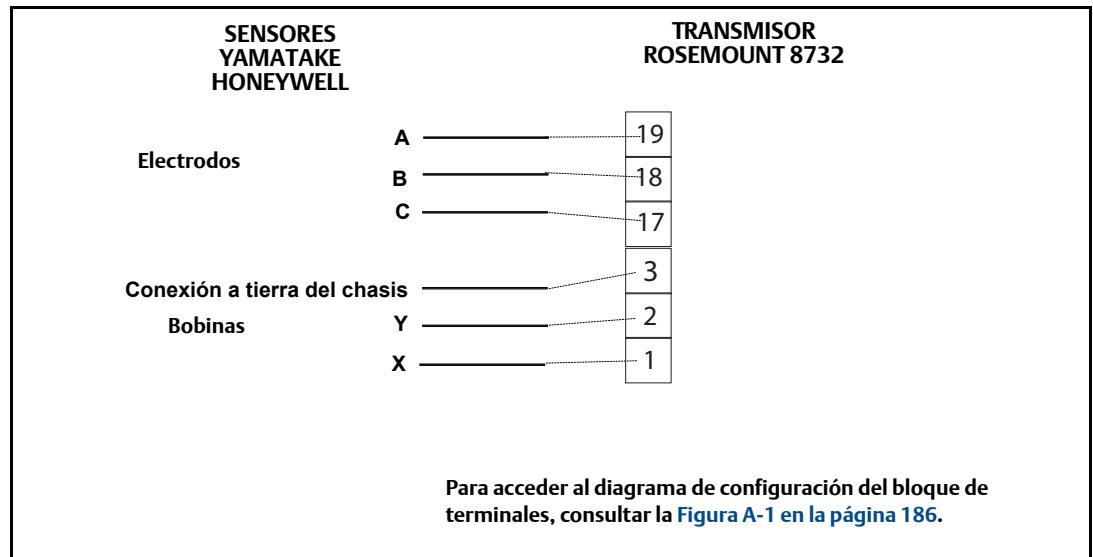 SENSORES
YAMATAKE
HONEYWELL
TRANSMISOR
ROSEMOUNT 8732
Electrodos
A
19
B
18
C
17
Conexión a tierra del chasis
3
Bobinas
Y
2
X
1
Para acceder al diagrama de configuración del bloque de
terminales, consultar la Figura A-1 en la página 186.